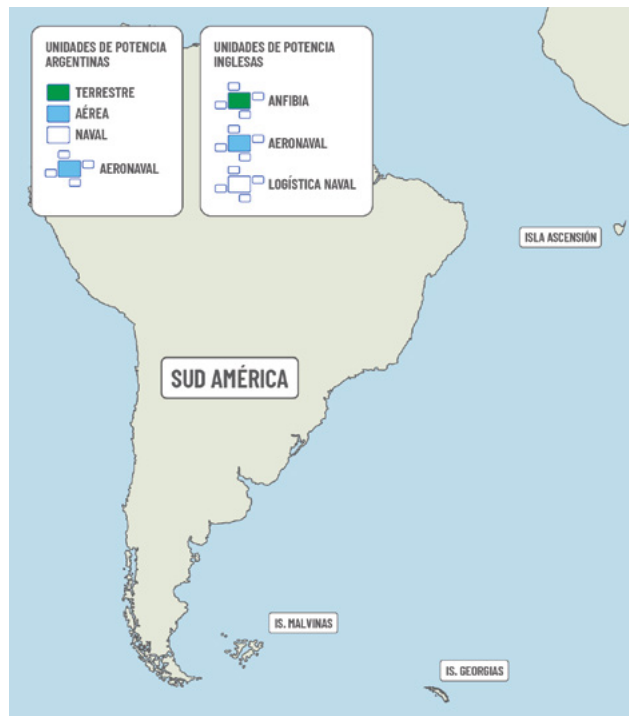 UNIDADES DE POTENCIA
ARGENTINAS
TERRESTRE
AÉREA
NAVAL
AERONAVAL
UNIDADES DE POTENCIA
INGLESAS
ANFIBIA
AERONAVAL
LOGÍSTICA NAVAL
ISLA ASCENSIÓN
SUD AMÉRICA
IS. MALVINAS
IS. GEORGIAS